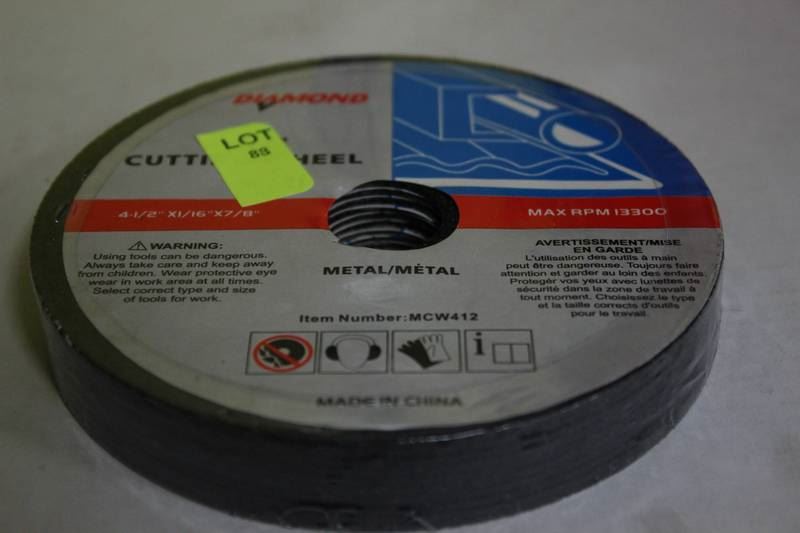 DIAMOND
LOT
88
CUTTI HEEL
4-1/2" X1/16"X7/8"
MAX RPM 13300
WARNING:
Using tools can be dangerous.
Always take care and keep away
from children. Wear protective eye
wear in work area at all times.
Select correct type and size
of tools for work.
METAL/MÉTAL
AVERTISSEMENT/MISE
EN GARDE
L'utilisation des outils à main
peut être dangereuse. Toujours faire
attention et garder au loin des enfents.
Protegér vos yeux avec lunettes de
sécurité dans la zone de travail à
tout moment. Choisissez le type
et la taille corrects d'outils
pour le travail.
Item Number:MCW412
i
MADE IN CHINA